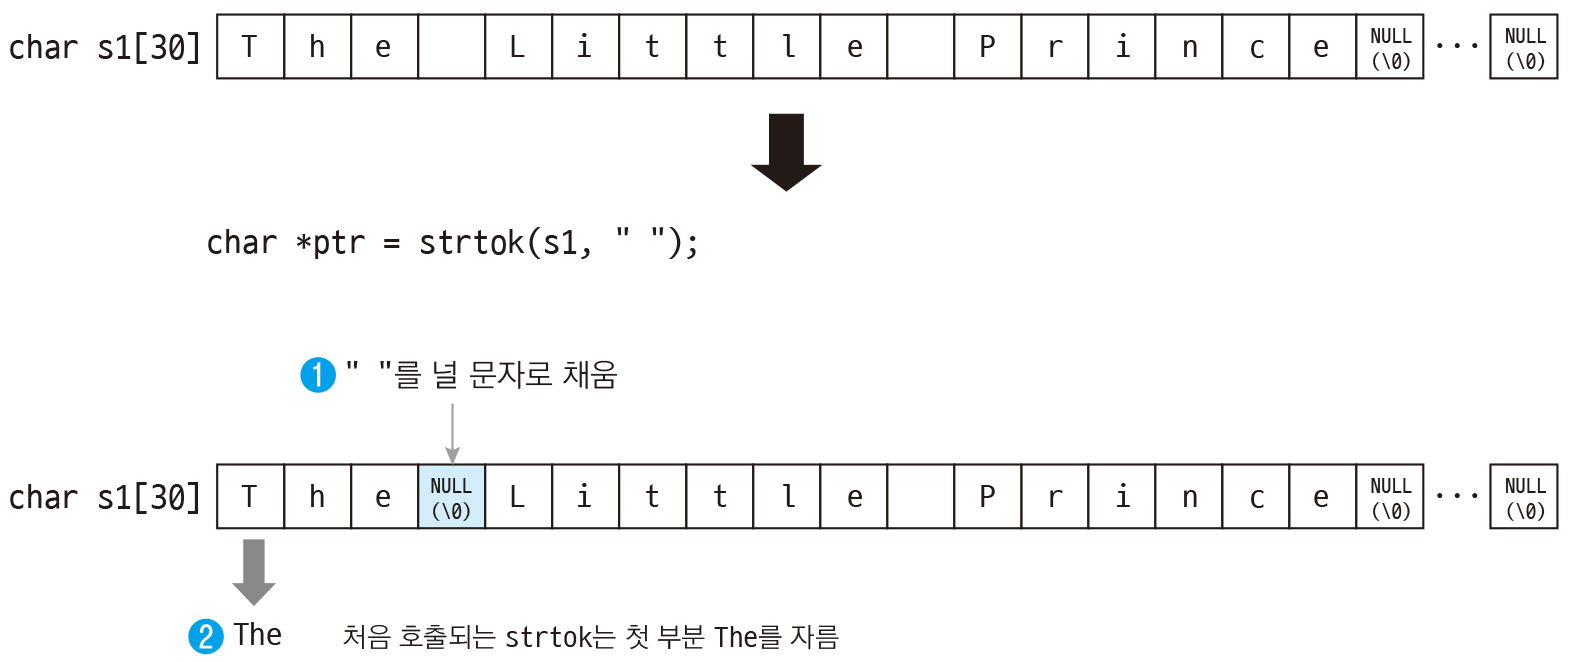 char s1[30] T h e L i t t l e P r i n c e NULL (\0) ... NULL (\0)
char *ptr = strtok(s1, " ");
1 " "를 널 문자로 채움
char s1[30] T h e NULL (\0) L i t t l e P r i n c e NULL (\0) ... NULL (\0)
2 The 처음 호출되는 strtok는 첫 부분 The를 자름